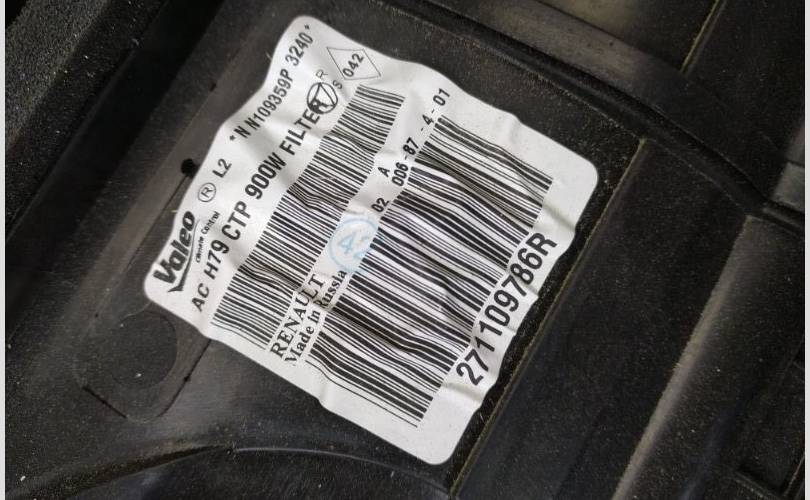 Valeo
Climate Control
® L2 *N N109359P 3240*
AC H79 CTP 900W FILTER
R
S 042
A
02 006-87 -4-01
42
RENAULT
Made in Russia
271109786R